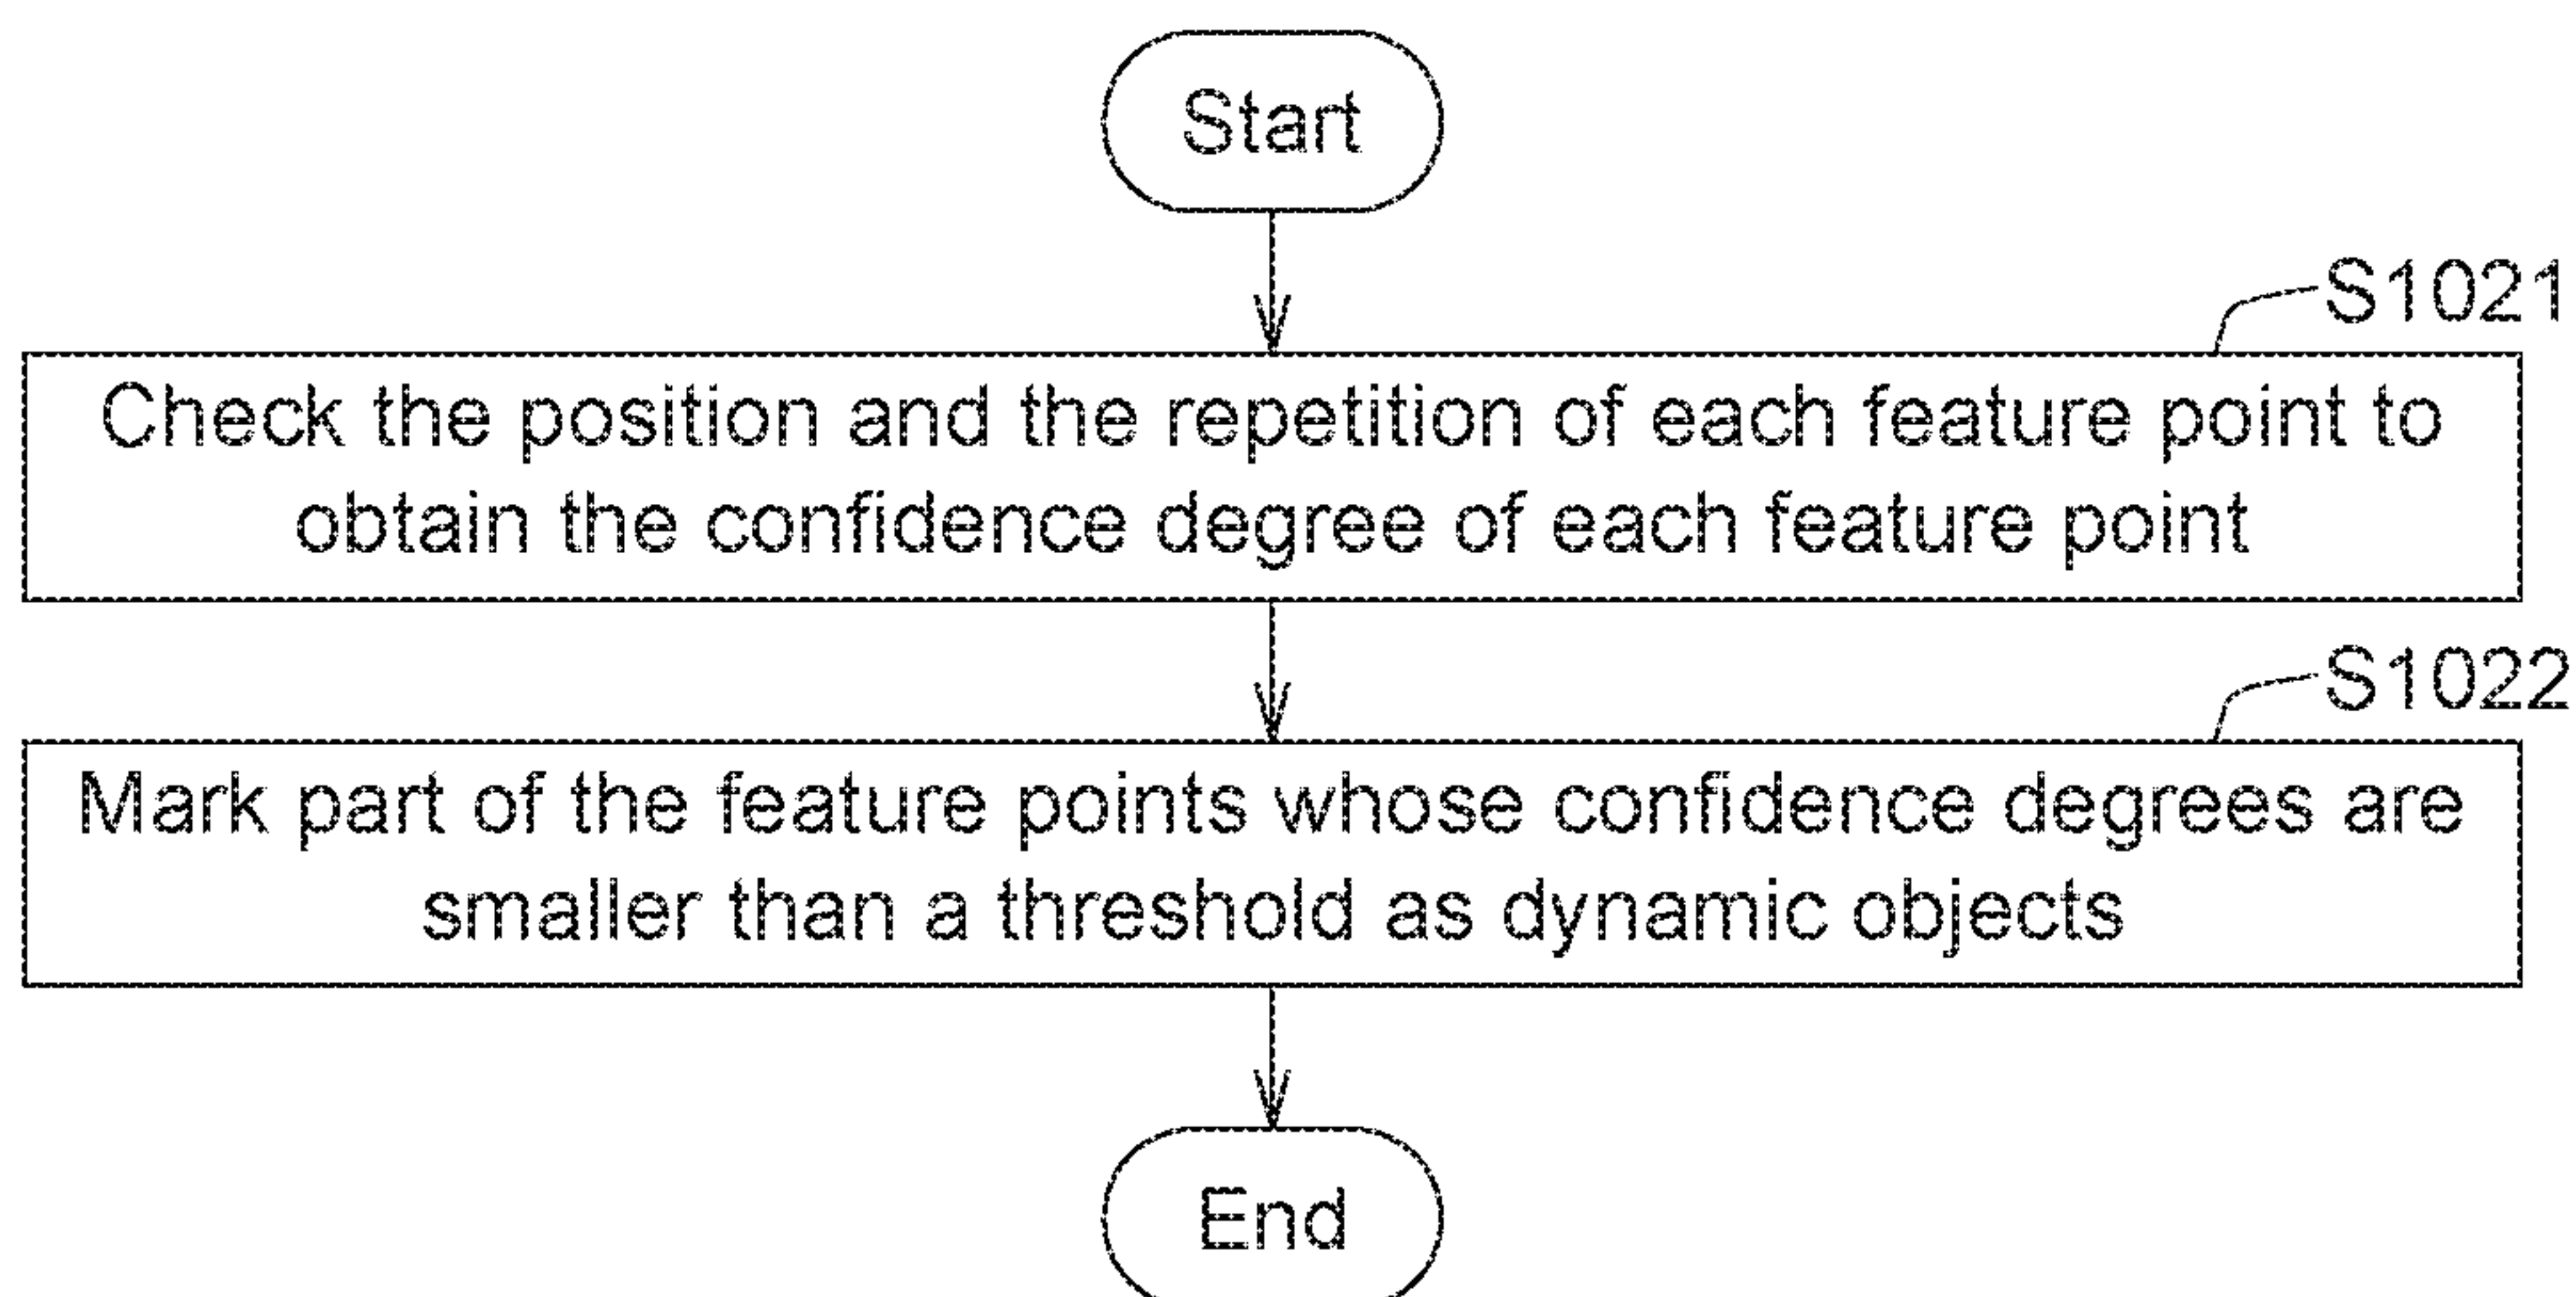 Start
S1021
Check the position and the repetition of each feature point to
obtain the confidence degree of each feature point
S1022
Mark part of the feature points whose confidence degrees are
smaller than a threshold as dynamic objects
End